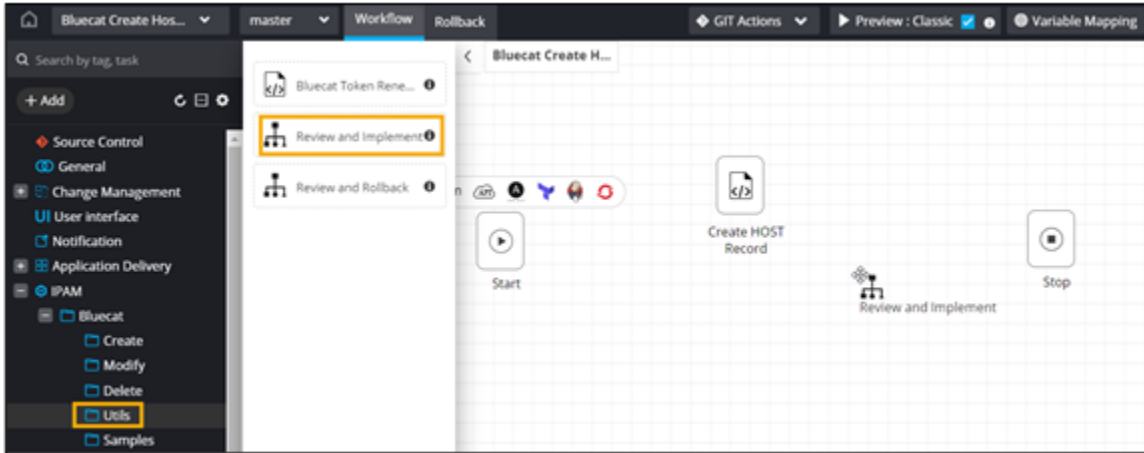 Bluecat Create Hos...
master
Workflow
Rollback
GIT Actions
Preview : Classic
Variable Mapping
Search by tag, task
+ Add
Source Control
General
Change Management
UI User interface
Notification
Application Delivery
IPAM
Bluecat
Create
Modify
Delete
Utils
Samples
Bluecat Token Rene...
Review and Implement
Review and Rollback
Bluecat Create H...
API
Start
Create HOST
Record
Review and Implement
Stop